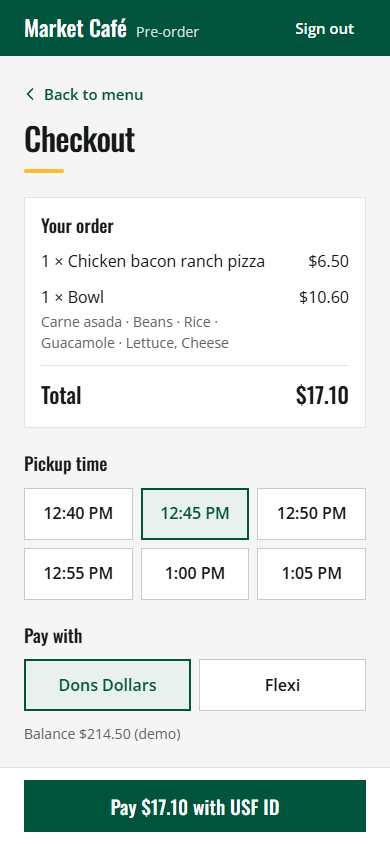 Market Café Pre-order Sign out
Back to menu
Checkout
Your order
1 × Chicken bacon ranch pizza $6.50
1 × Bowl $10.60
Carne asada · Beans · Rice ·
Guacamole · Lettuce, Cheese
Total $17.10
Pickup time
12:40 PM 12:45 PM 12:50 PM
12:55 PM 1:00 PM 1:05 PM
Pay with
Dons Dollars Flexi
Balance $214.50 (demo)
Pay $17.10 with USF ID